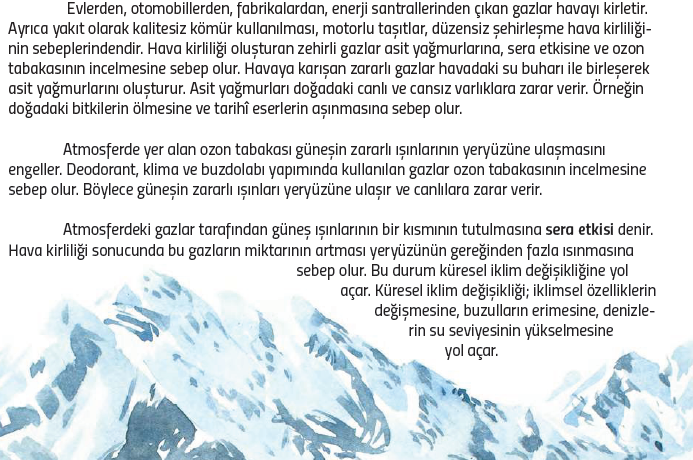 Evlerden, otomobillerden, fabrikalardan, enerji santrallerinden çıkan gazlar havayı kirletir.
Ayrıca yakıt olarak kalitesiz kömür kullanılması, motorlu taşıtlar, düzensiz şehirleşme hava kirliliği-
nin sebeplerindendir. Hava kirliliği oluşturan zehirli gazlar asit yağmurlarına, sera etkisine ve ozon
tabakasının incelmesine sebep olur. Havaya karışan zararlı gazlar havadaki su buharı ile birleşerek
asit yağmurlarını oluşturur. Asit yağmurları doğadaki canlı ve cansız varlıklara zarar verir. Örneğin
doğadaki bitkilerin ölmesine ve tarihî eserlerin aşınmasına sebep olur.
Atmosferde yer alan ozon tabakası güneşin zararlı ışınlarının yeryüzüne ulaşmasını
engeller. Deodorant, klima ve buzdolabı yapımında kullanılan gazlar ozon tabakasının incelmesine
sebep olur. Böylece güneşin zararlı ışınları yeryüzüne ulaşır ve canlılara zarar verir.
Atmosferdeki gazlar tarafından güneş ışınlarının bir kısmının tutulmasına sera etkisi denir.
Hava kirliliği sonucunda bu gazların miktarının artması yeryüzünün gereğinden fazla ısınmasına
sebep olur. Bu durum küresel iklim değişikliğine yol
açar. Küresel iklim değişikliği; iklimsel özelliklerin
değişmesine, buzulların erimesine, denizle-
rin su seviyesinin yükselmesine
yol açar.